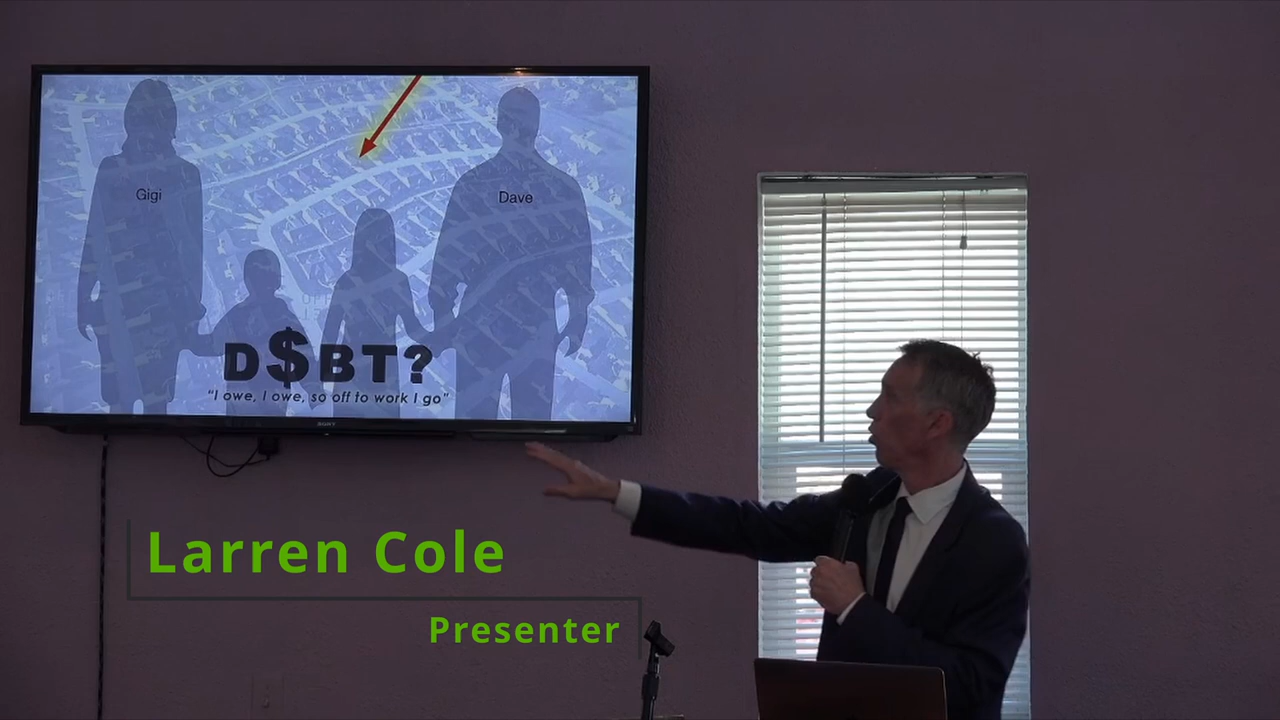 Gigi
Dave
D$BT?
"I owe, I owe, so off to work I go"
SONY
Larren Cole
Presenter